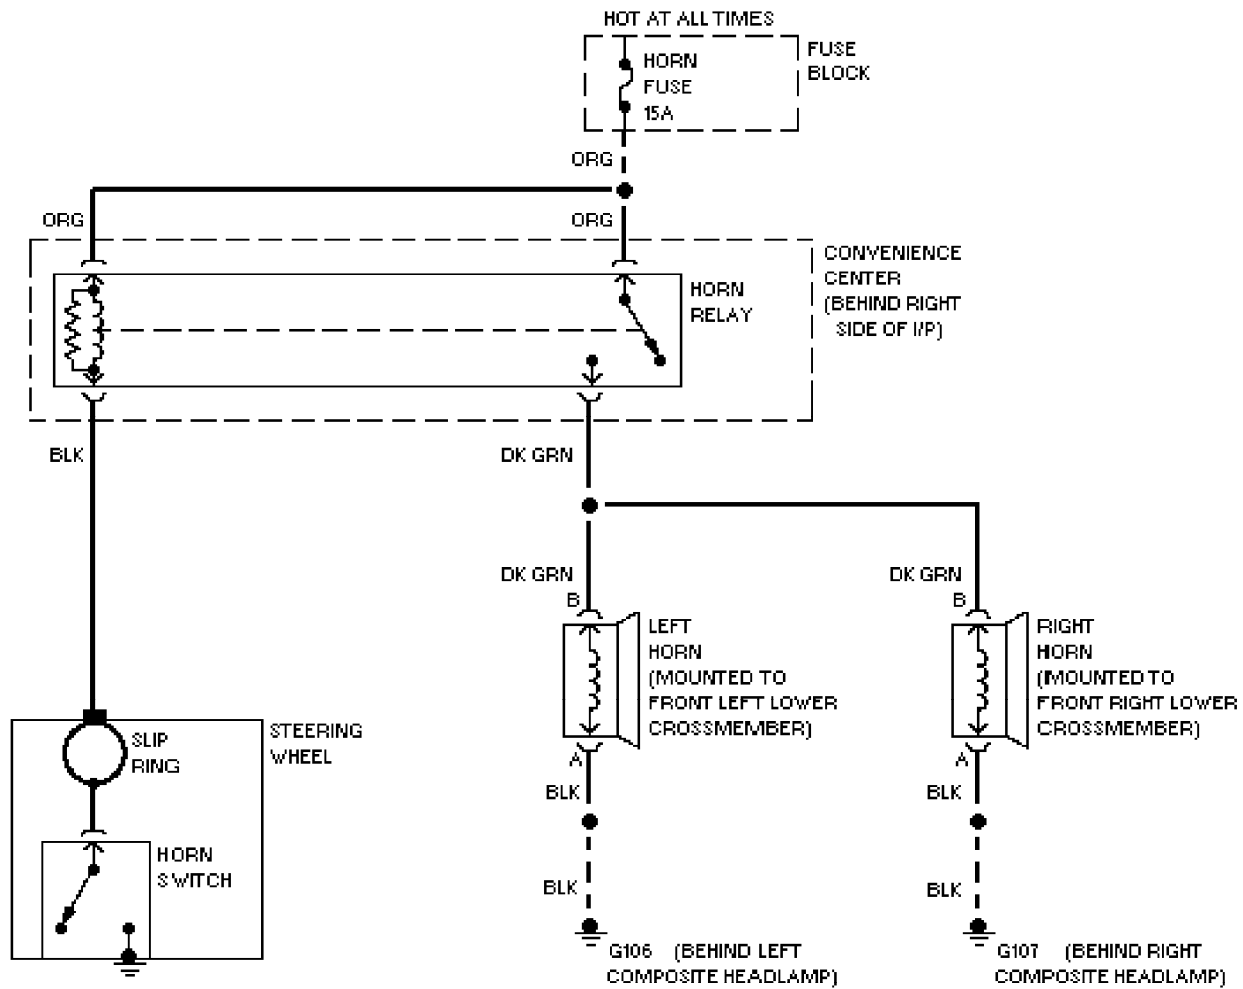 HOT AT ALL TIMES
HORN
FUSE
15A
FUSE
BLOCK
ORG
ORG
ORG
CONVENIENCE
CENTER
(BEHIND RIGHT
SIDE OF I/P)
HORN
RELAY
BLK
DK GRN
DK GRN
DK GRN
B
B
LEFT
HORN
(MOUNTED TO
FRONT LEFT LOWER
CROSSMEMBER)
RIGHT
HORN
(MOUNTED TO
FRONT RIGHT LOWER
CROSSMEMBER)
SLIP
RING
STEERING
WHEEL
A
A
BLK
BLK
HORN
SWITCH
BLK
BLK
G106 (BEHIND LEFT
COMPOSITE HEADLAMP)
G107 (BEHIND RIGHT
COMPOSITE HEADLAMP)